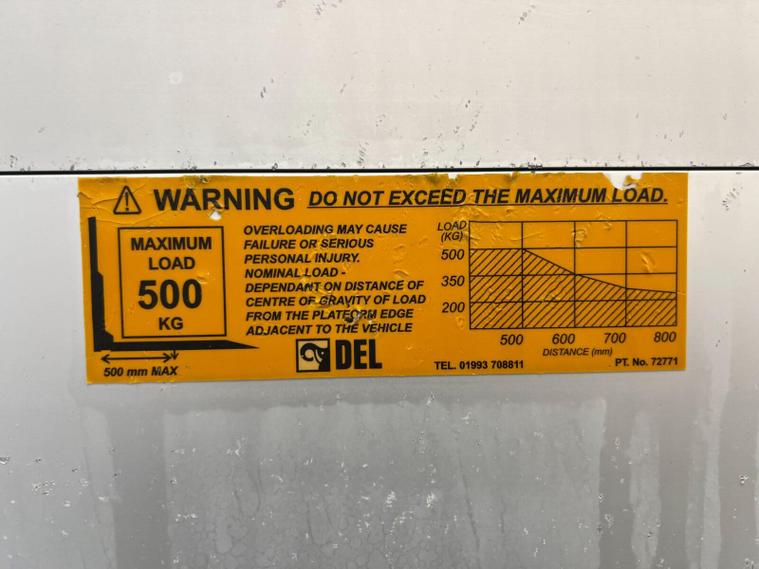 WARNING DO NOT EXCEED THE MAXIMUM LOAD.
MAXIMUM
LOAD
500
KG
500 mm MAX
OVERLOADING MAY CAUSE
FAILURE OR SERIOUS
PERSONAL INJURY.
NOMINAL LOAD -
DEPENDANT ON DISTANCE OF
CENTRE OF GRAVITY OF LOAD
FROM THE PLATFORM EDGE
ADJACENT TO THE VEHICLE
DEL
LOAD
(KG)
500
350
200
500 600 700 800
DISTANCE (mm)
TEL. 01993 708811
PT. No. 72771